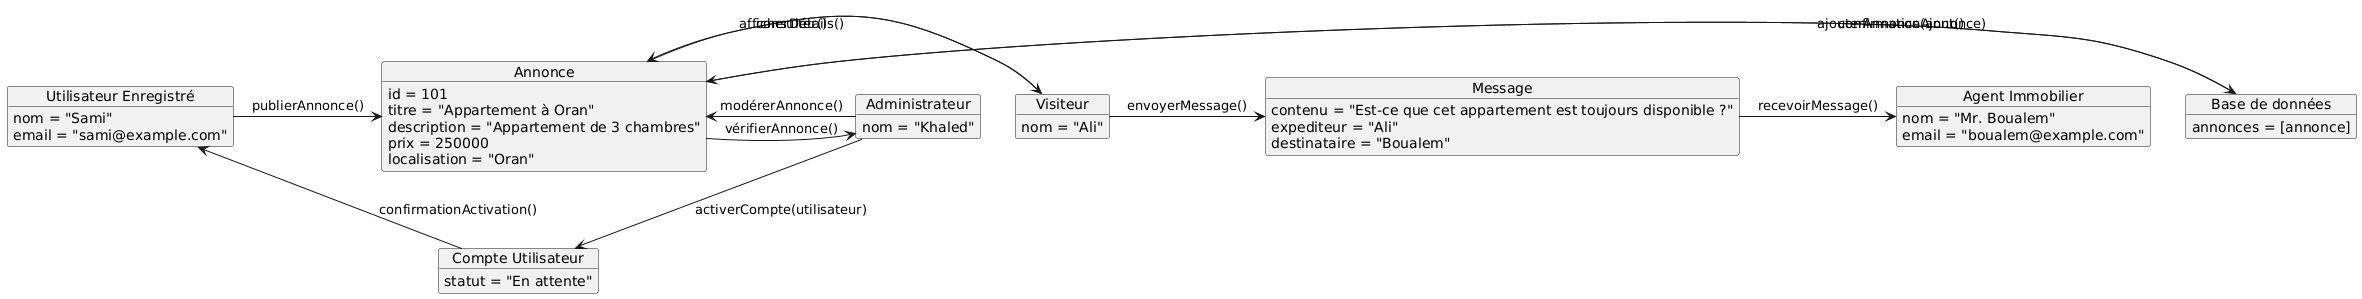 Utilisateur Enregistré
nom = "Sami"
email = "sami@example.com"
publierAnnonce()
Annonce
id = 101
titre = "Appartement à Oran"
description = "Appartement de 3 chambres"
prix = 250000
localisation = "Oran"
modérerAnnonce()
vérifierAnnonce()
Administrateur
nom = "Khaled"
Visiteur
nom = "Ali"
envoyerMessage()
Message
contenu = "Est-ce que cet appartement est toujours disponible ?"
expediteur = "Ali"
destinataire = "Boualem"
recevoirMessage()
Agent Immobilier
nom = "Mr. Boualem"
email = "boualem@example.com"
Base de données
annonces = [annonce]
confirmationActivation()
activerCompte(utilisateur)
Compte Utilisateur
statut = "En attente"